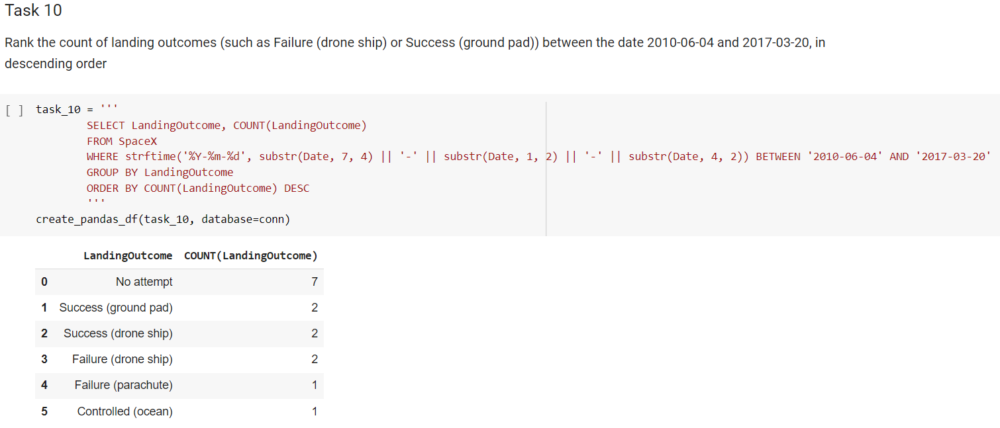 Task 10
Rank the count of landing outcomes (such as Failure (drone ship) or Success (ground pad)) between the date 2010-06-04 and 2017-03-20, in
descending order
[ ] task_10 = '''
SELECT LandingOutcome, COUNT(LandingOutcome)
FROM SpaceX
WHERE strftime('%Y-%m-%d', substr(Date, 7, 4) || '-' || substr(Date, 1, 2) || '-' || substr(Date, 4, 2)) BETWEEN '2010-06-04' AND '2017-03-20'
GROUP BY LandingOutcome
ORDER BY COUNT(LandingOutcome) DESC
'''
create_pandas_df(task_10, database=conn)
LandingOutcome COUNT(LandingOutcome)
0 No attempt 7
1 Success (ground pad) 2
2 Success (drone ship) 2
3 Failure (drone ship) 2
4 Failure (parachute) 1
5 Controlled (ocean) 1